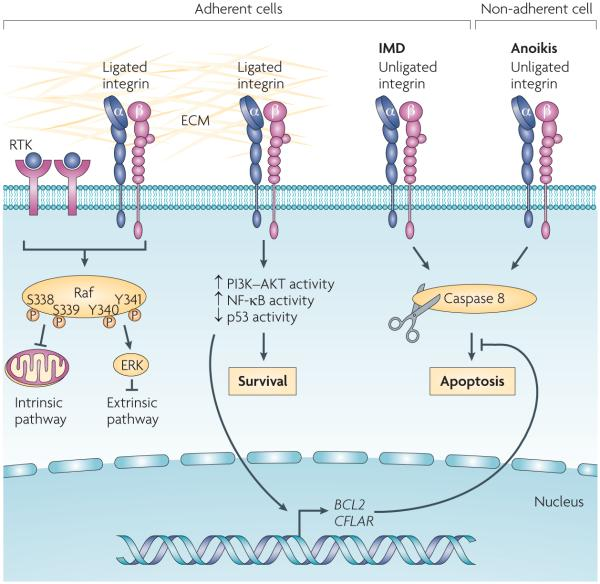 Adherent cells
Non-adherent cell
Ligated
integrin
Ligated
integrin
IMD
Unligated
integrin
Anoikis
Unligated
integrin
α
β
α
β
α
β
α
β
ECM
RTK
Raf
S338
S339
Y340
Y341
P
P
P
P
↑ PI3K–AKT activity
↑ NF-κB activity
↓ p53 activity
Caspase 8
ERK
Survival
Apoptosis
Intrinsic
pathway
Extrinsic
pathway
BCL2
CFLAR
Nucleus